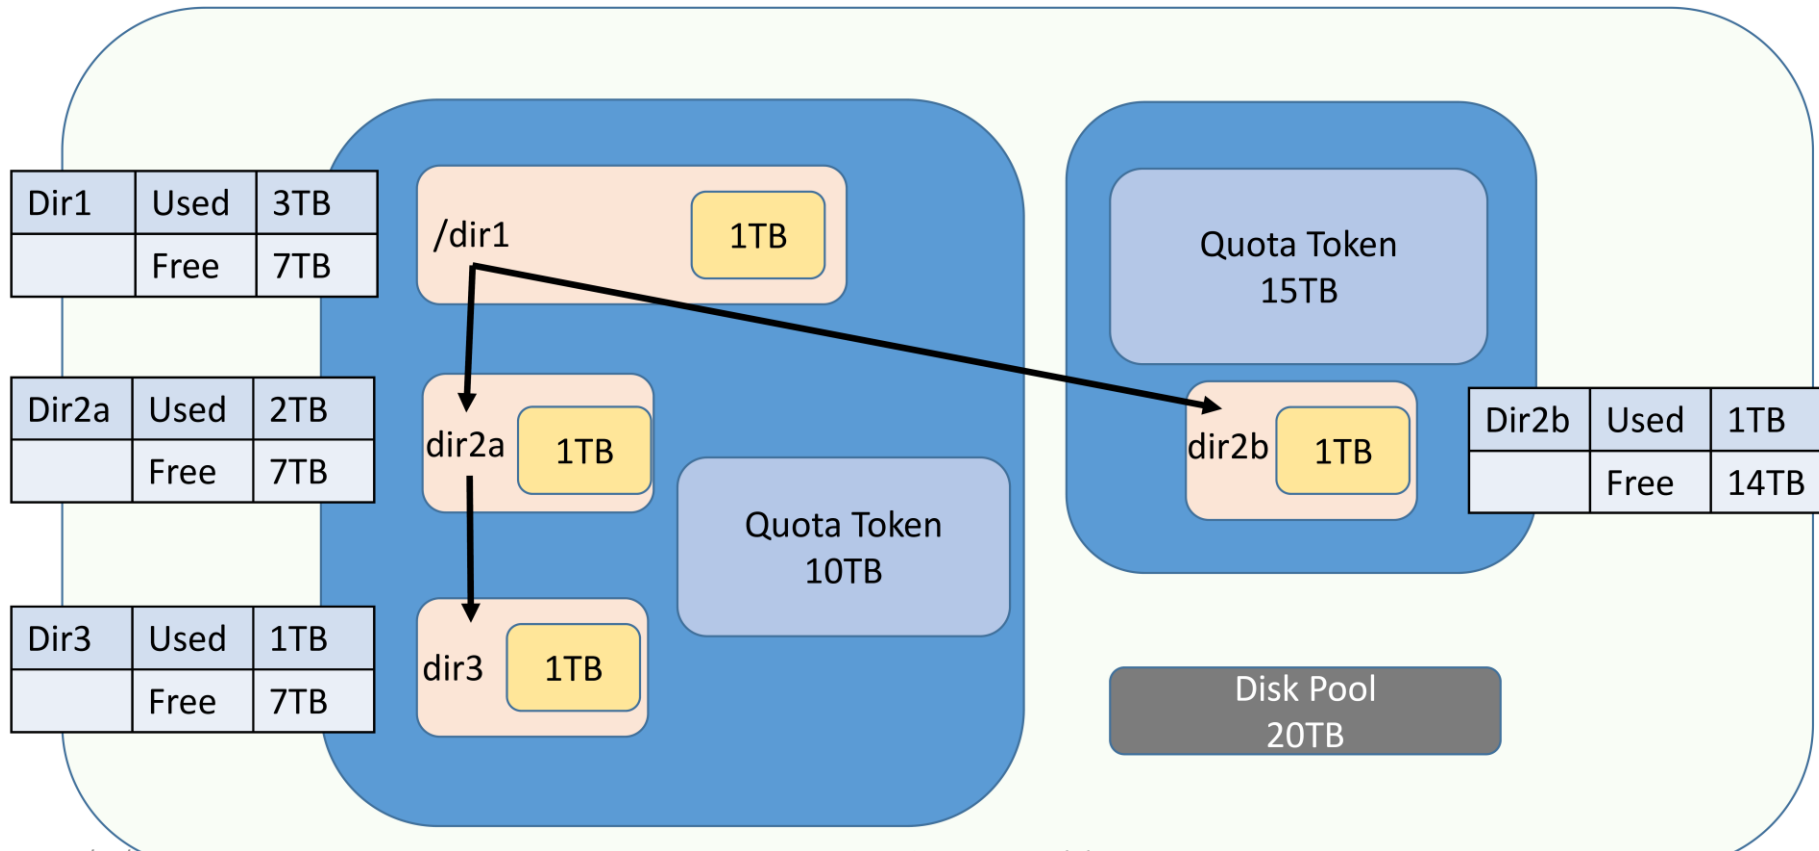 Dir1 Used 3TB
Free 7TB
/dir1
1TB
Quota Token
15TB
Dir2a Used 2TB
Free 7TB
dir2a
1TB
dir2b
1TB
Dir2b Used 1TB
Free 14TB
Quota Token
10TB
Dir3 Used 1TB
Free 7TB
dir3
1TB
Disk Pool
20TB